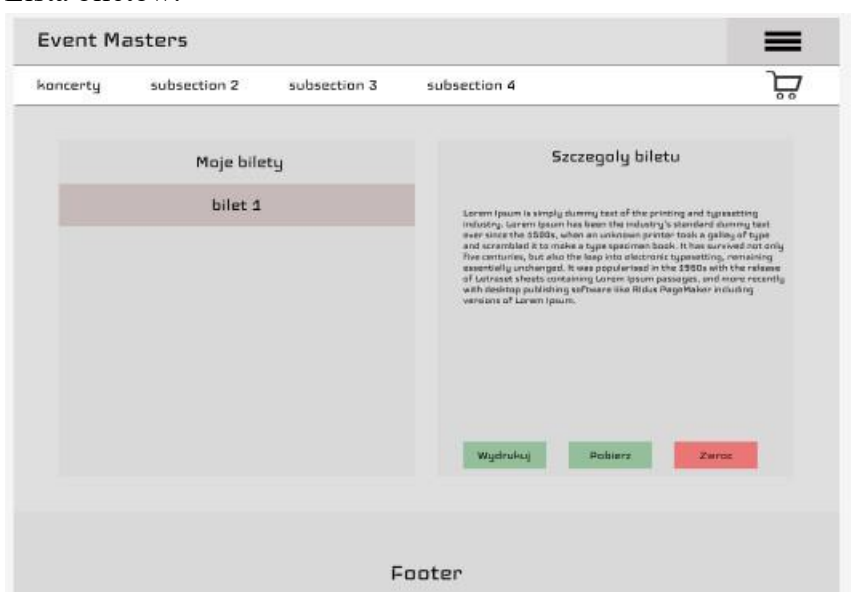 Event Masters
koncerty subsection 2 subsection 3 subsection 4
Moje bilety
bilet 1
Szczegoly biletu
Lorem Ipsum is simply dummy text of the printing and typesetting
industry. Lorem Ipsum has been the industry's standard dummy text
ever since the 1500s, when an unknown printer took a galley of type
and scrambled it to make a type specimen book. It has survived not only
five centuries, but also the leap into electronic typesetting, remaining
essentially unchanged. It was popularised in the 1960s with the release
of Letraset sheets containing Lorem Ipsum passages, and more recently
with desktop publishing software like Aldus PageMaker including
versions of Lorem Ipsum.
Wydrukuj Pobierz Zwroc
Footer